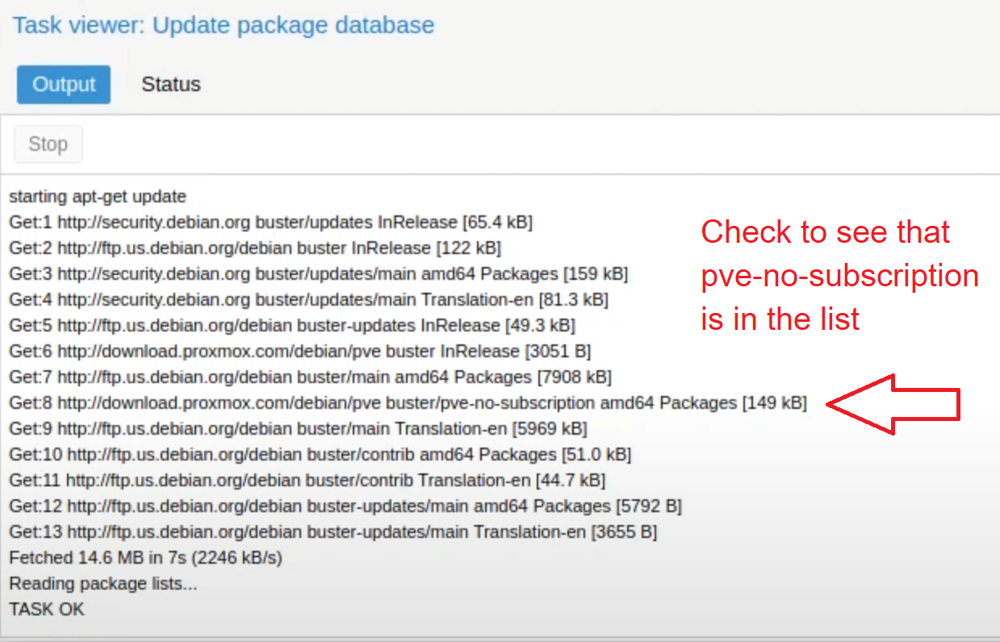 Task viewer: Update package database
Output Status
Stop
starting apt-get update
Get:1 http://security.debian.org buster/updates InRelease [65.4 kB]
Get:2 http://ftp.us.debian.org/debian buster InRelease [122 kB]
Get:3 http://security.debian.org buster/updates/main amd64 Packages [159 kB]
Get:4 http://security.debian.org buster/updates/main Translation-en [81.3 kB]
Get:5 http://ftp.us.debian.org/debian buster-updates InRelease [49.3 kB]
Get:6 http://download.proxmox.com/debian/pve buster InRelease [3051 B]
Get:7 http://ftp.us.debian.org/debian buster/main amd64 Packages [7908 kB]
Get:8 http://download.proxmox.com/debian/pve buster/pve-no-subscription amd64 Packages [149 kB]
Get:9 http://ftp.us.debian.org/debian buster/main Translation-en [5969 kB]
Get:10 http://ftp.us.debian.org/debian buster/contrib amd64 Packages [51.0 kB]
Get:11 http://ftp.us.debian.org/debian buster/contrib Translation-en [44.7 kB]
Get:12 http://ftp.us.debian.org/debian buster-updates/main amd64 Packages [5792 B]
Get:13 http://ftp.us.debian.org/debian buster-updates/main Translation-en [3655 B]
Fetched 14.6 MB in 7s (2246 kB/s)
Reading package lists...
TASK OK
Check to see that
pve-no-subscription
is in the list